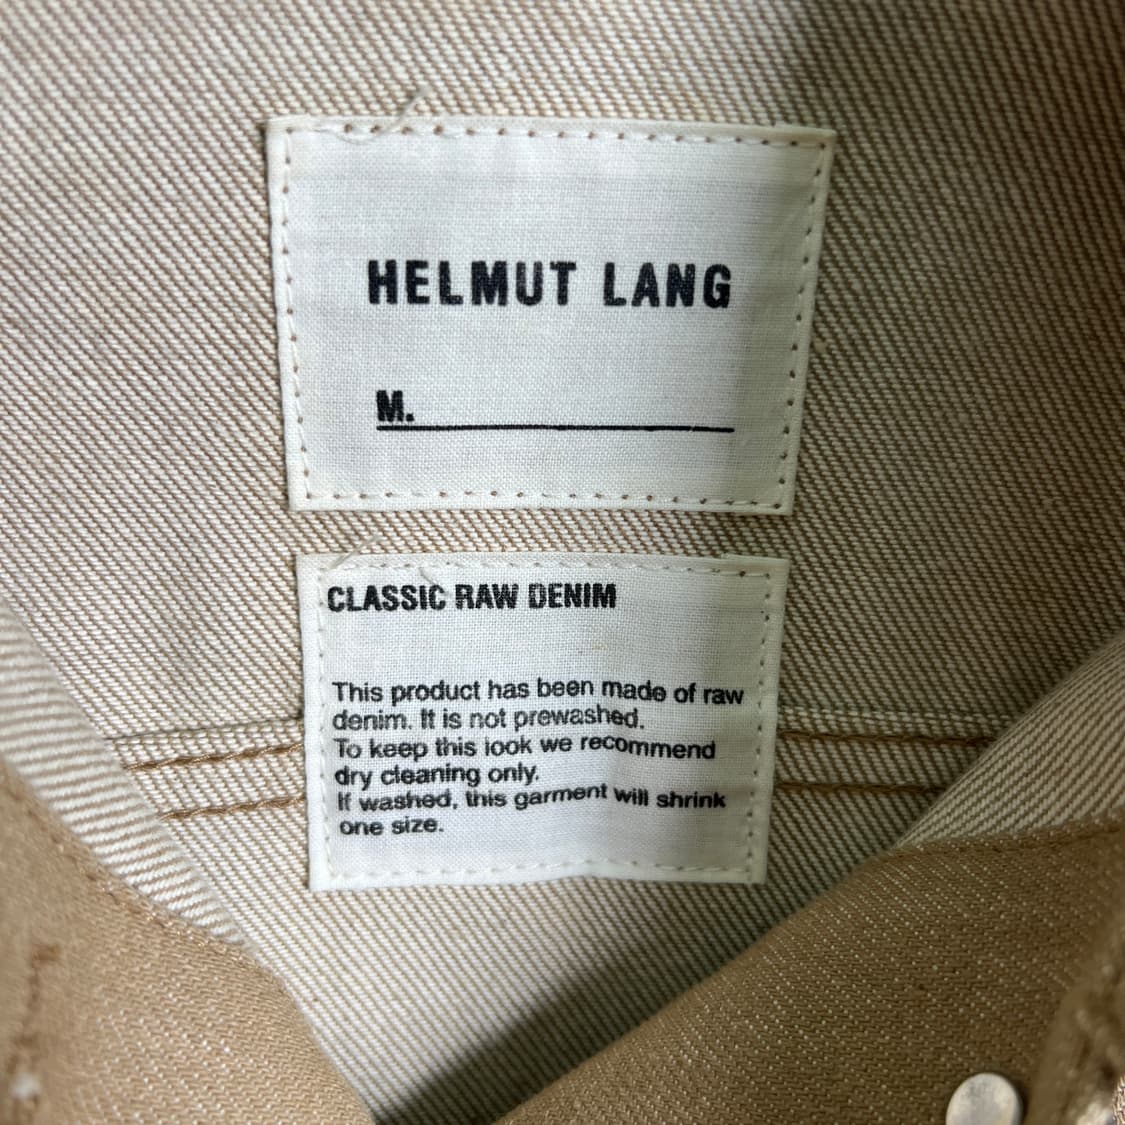 HELMUT LANG
M.
CLASSIC RAW DENIM
This product has been made of raw
denim. It is not prewashed.
To keep this look we recommend
dry cleaning only.
If washed, this garment will shrink
one size.